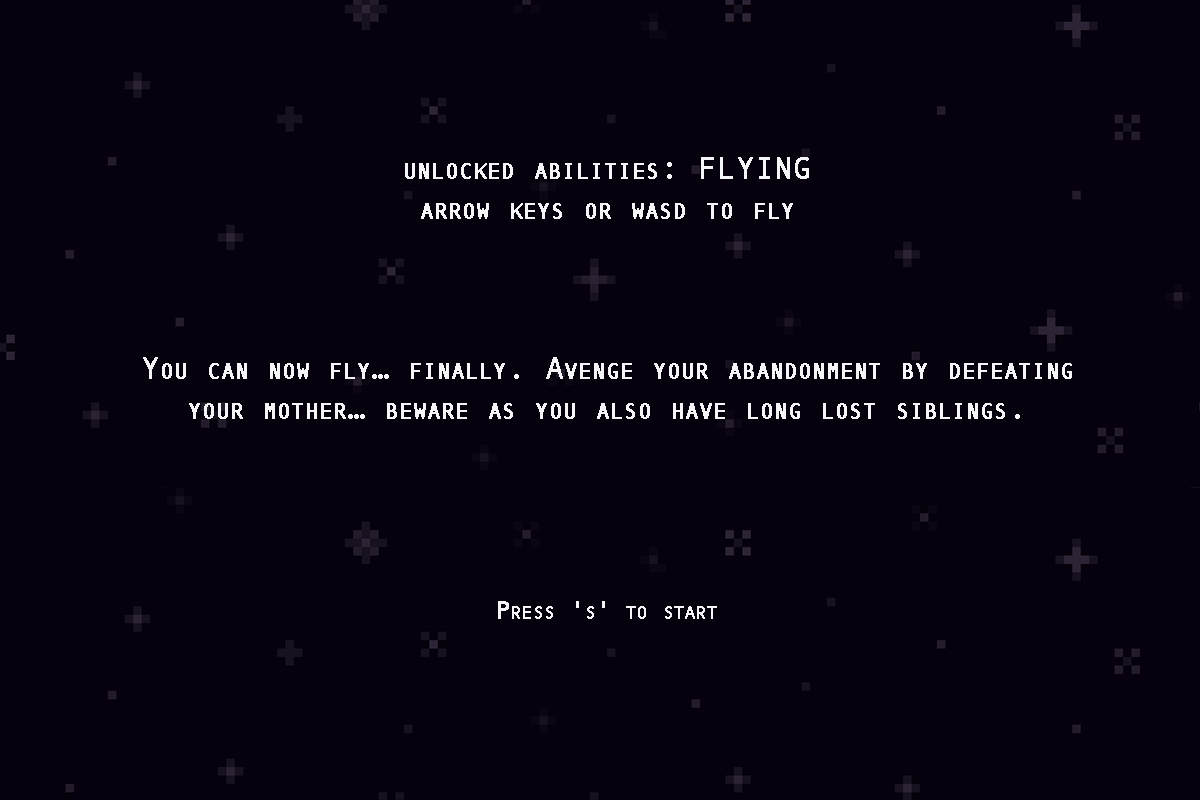 unlocked abilities: FLYING
arrow keys or wasd to fly
You can now fly… finally. Avenge your abandonment by defeating
your mother… beware as you also have long lost siblings.
Press 's' to start